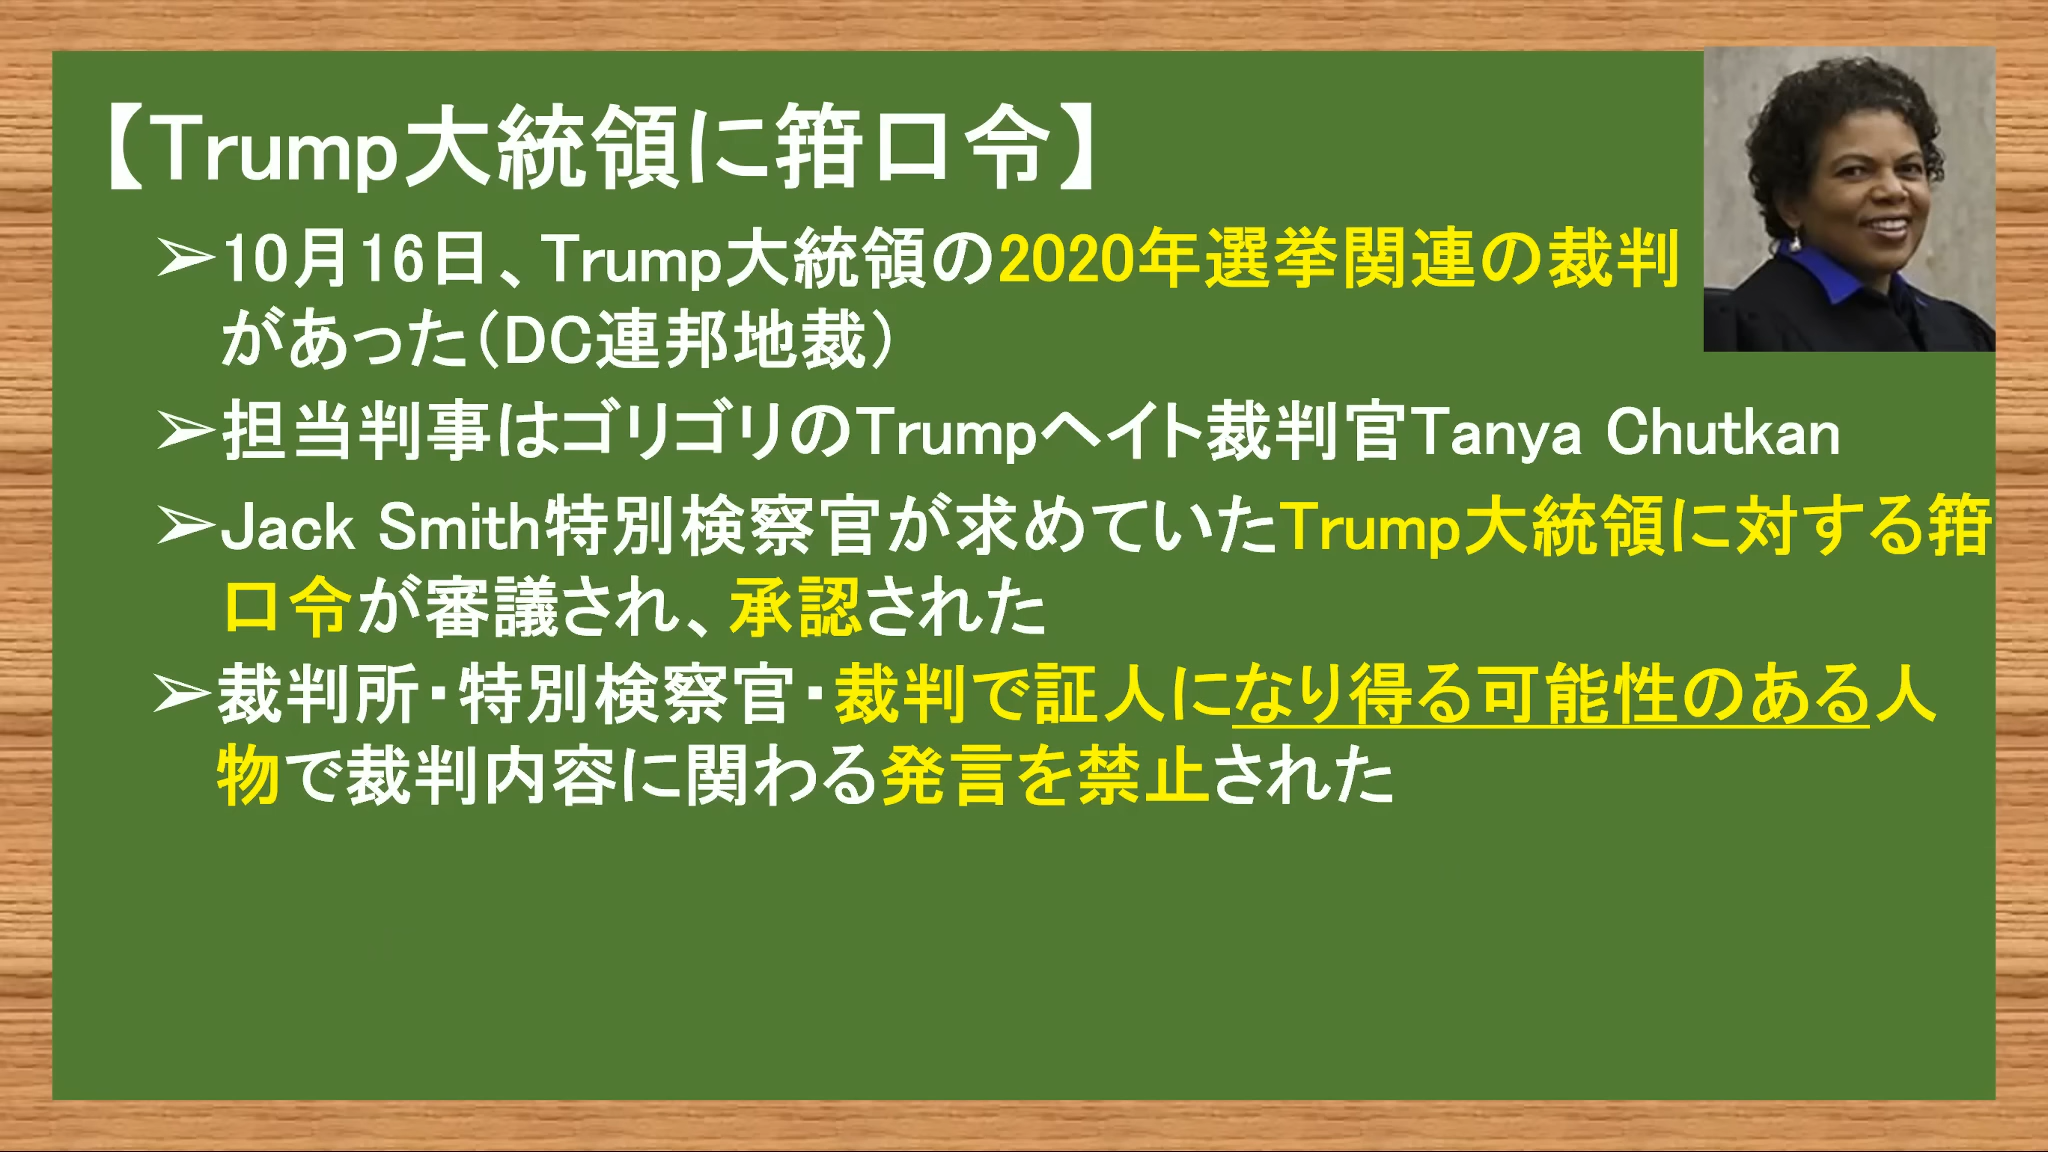 【Trump大統領に箝口令】
➢10月16日、Trump大統領の2020年選挙関連の裁判
があった（DC連邦地裁）
➢担当判事はゴリゴリのTrumpヘイト裁判官Tanya Chutkan
➢Jack Smith特別検察官が求めていたTrump大統領に対する箝
口令が審議され、承認された
➢裁判所・特別検察官・裁判で証人になり得る可能性のある人
物で裁判内容に関わる発言を禁止された